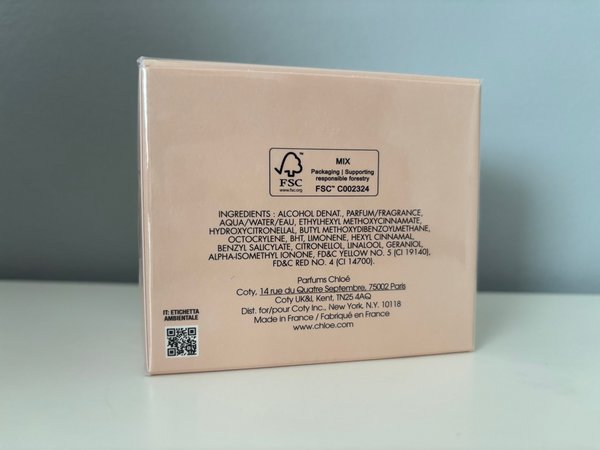 MIX
Packaging | Supporting
responsible forestry
FSC™ C002324
FSC
www.fsc.org
INGREDIENTS : ALCOHOL DENAT., PARFUM/FRAGRANCE,
AQUA/WATER/EAU, ETHYLHEXYL METHOXYCINNAMATE,
HYDROXYCITRONELLAL, BUTYL METHOXYDIBENZOYLMETHANE,
OCTOCRYLENE, BHT, LIMONENE, HEXYL CINNAMAL,
BENZYL SALICYLATE, CITRONELLOL, LINALOOL, GERANIOL,
ALPHA-ISOMETHYL IONONE, FD&C YELLOW NO. 5 (CI 19140),
FD&C RED NO. 4 (CI 14700).
Parfums Chloé
Coty, 14 rue du Quatre Septembre, 75002 Paris
Coty UK&I, Kent, TN25 4AQ
Dist. for/pour Coty Inc., New York, N.Y. 10118
Made in France / Fabriqué en France
www.chloe.com
IT: ETICHETTA
AMBIENTALE